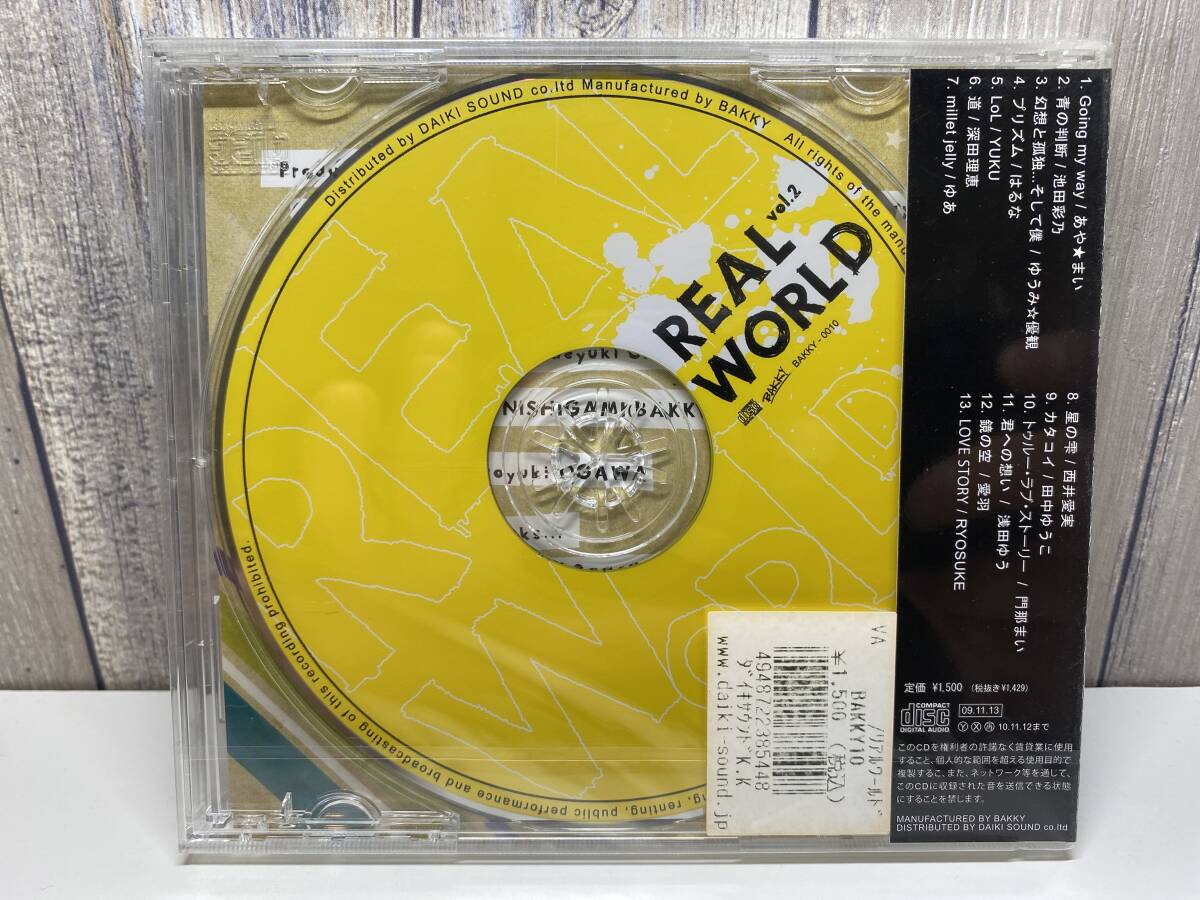 1. Going my way / あや★まい
2. 青の判断 / 池田彩乃
3. 幻想と孤独...そして僕 / ゆうみ☆優観
4. プリズム / はるな
5. LoL / YUKU
6. 道 / 深田理恵
7. millet jelly / ゆあ
8. 星の雫 / 西井愛実
9. カタコイ / 田中ゆうこ
10. トゥルー・ラブ・ストーリー / 門那まい
11. 君への想い / 浅田ゆう
12. 鏡の空 / 愛羽
13. LOVE STORY / RYOSUKE
定価 ¥1,500 (税抜き¥1,429)
COMPACT
disc
DIGITAL AUDIO
09.11.13
10.11.12まで
このCDを権利者の許諾なく賃貸業に使用
すること、個人的な範囲を超える使用目的で
複製すること、また、ネットワーク等を通じて、
このCDに収録された音を送信できる状態
にすることを禁じます。
MANUFACTURED BY BAKKY
DISTRIBUTED BY DAIKI SOUND co.ltd
Distributed by DAIKI SOUND co.ltd Manufactured by BAKKY All rights of the manu
, renting, public performance and broadcasting of this recording prohibited.
REAL
vol.2
WORLD
BAKKY
BAKKY - 0010
NISHIGAMI(BAKK
oyuki OGAWA
ks...
VA
/リアルワールド
BAKKY10
¥1,500 (税込)
4948722385448
ダイキサウンドK.K
www.daiki-sound.jp